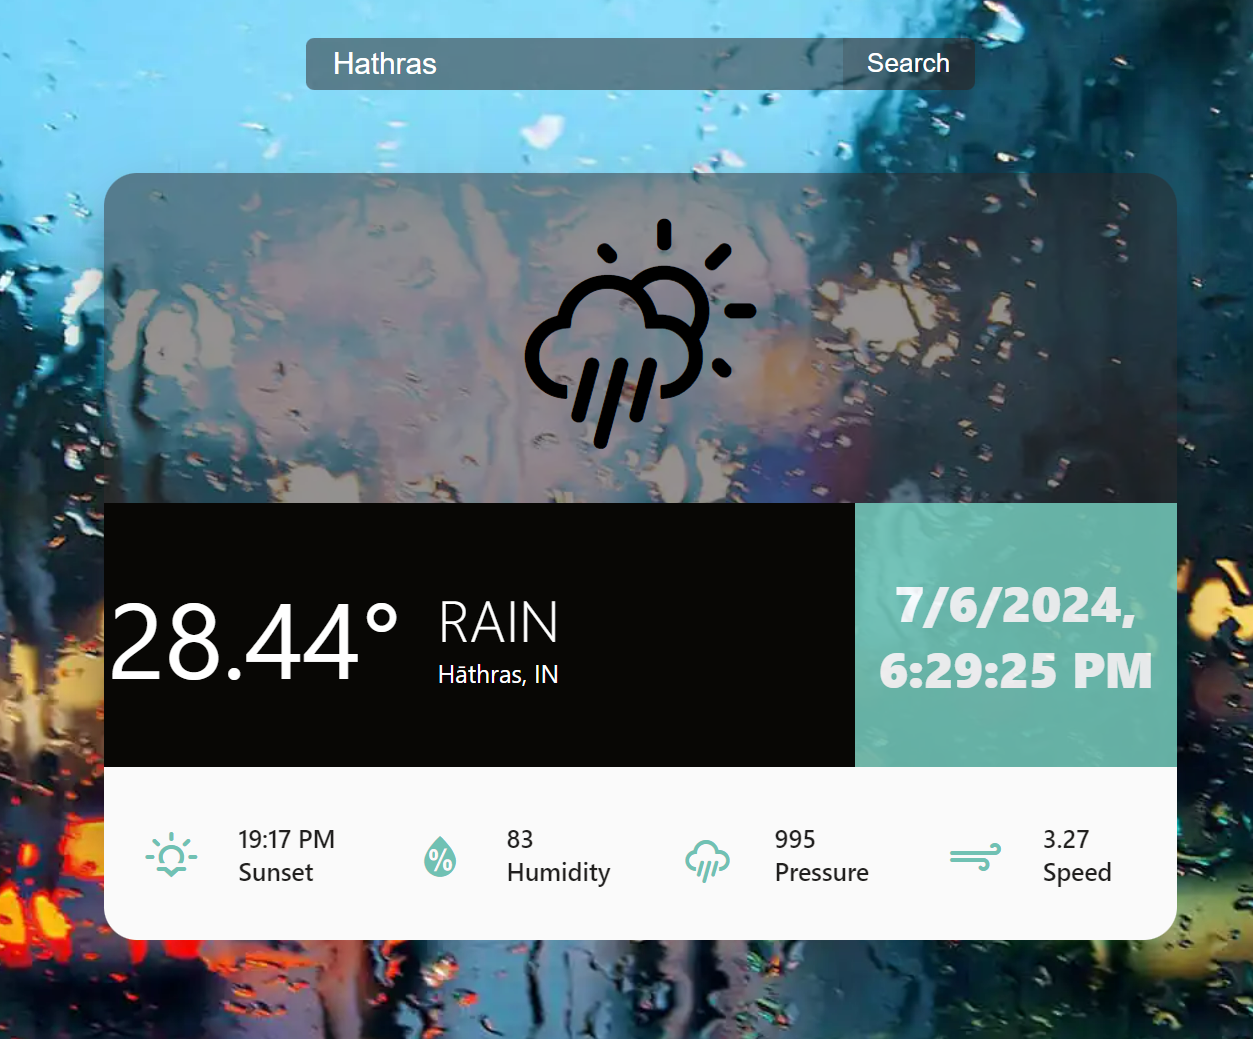 Hathras
Search
28.44°
RAIN
Hāthras, IN
7/6/2024,
6:29:25 PM
19:17 PM
Sunset
%
83
Humidity
995
Pressure
3.27
Speed